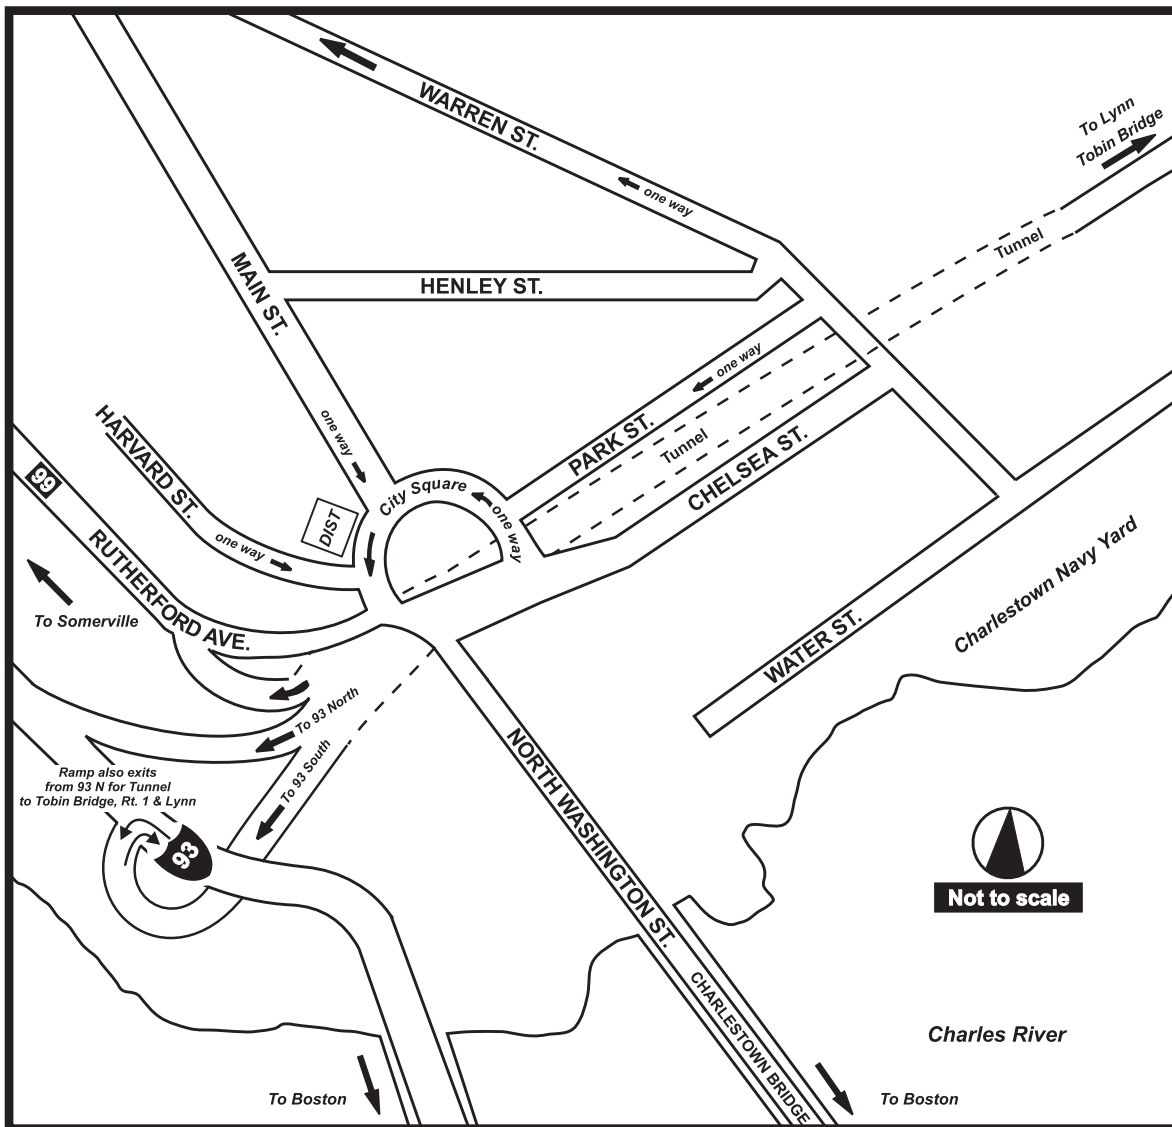 WARREN ST.
To Lynn
Tobin Bridge
one way
Tunnel
MAIN ST.
HENLEY ST.
one way
PARK ST.
Tunnel
CHELSEA ST.
one way
HARVARD ST.
99
City Square
DIST
one way
one way
RUTHERFORD AVE.
To Somerville
Charlestown Navy Yard
WATER ST.
To 93 North
To 93 South
Ramp also exits
from 93 N for Tunnel
to Tobin Bridge, Rt. 1 & Lynn
93
NORTH WASHINGTON ST.
Not to scale
CHARLESTOWN BRIDGE
Charles River
To Boston
To Boston